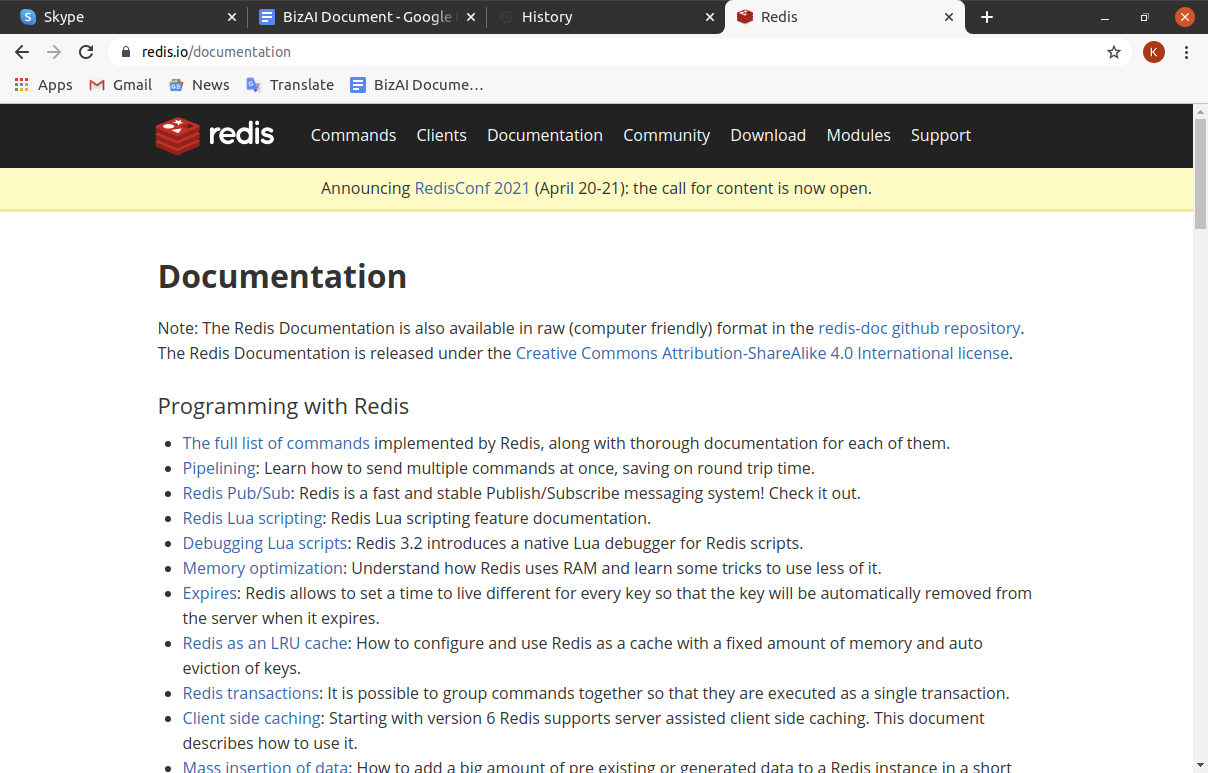 Skype
BizAI Document - Google
History
Redis
redis.io/documentation
K
Apps
Gmail
News
Translate
BizAI Docume…
redis
Commands
Clients
Documentation
Community
Download
Modules
Support
Announcing RedisConf 2021 (April 20-21): the call for content is now open.
Documentation
Note: The Redis Documentation is also available in raw (computer friendly) format in the redis-doc github repository.
The Redis Documentation is released under the Creative Commons Attribution-ShareAlike 4.0 International license.
Programming with Redis
The full list of commands implemented by Redis, along with thorough documentation for each of them.
Pipelining: Learn how to send multiple commands at once, saving on round trip time.
Redis Pub/Sub: Redis is a fast and stable Publish/Subscribe messaging system! Check it out.
Redis Lua scripting: Redis Lua scripting feature documentation.
Debugging Lua scripts: Redis 3.2 introduces a native Lua debugger for Redis scripts.
Memory optimization: Understand how Redis uses RAM and learn some tricks to use less of it.
Expires: Redis allows to set a time to live different for every key so that the key will be automatically removed from
the server when it expires.
Redis as an LRU cache: How to configure and use Redis as a cache with a fixed amount of memory and auto
eviction of keys.
Redis transactions: It is possible to group commands together so that they are executed as a single transaction.
Client side caching: Starting with version 6 Redis supports server assisted client side caching. This document
describes how to use it.
Mass insertion of data: How to add a big amount of pre existing or generated data to a Redis instance in a short